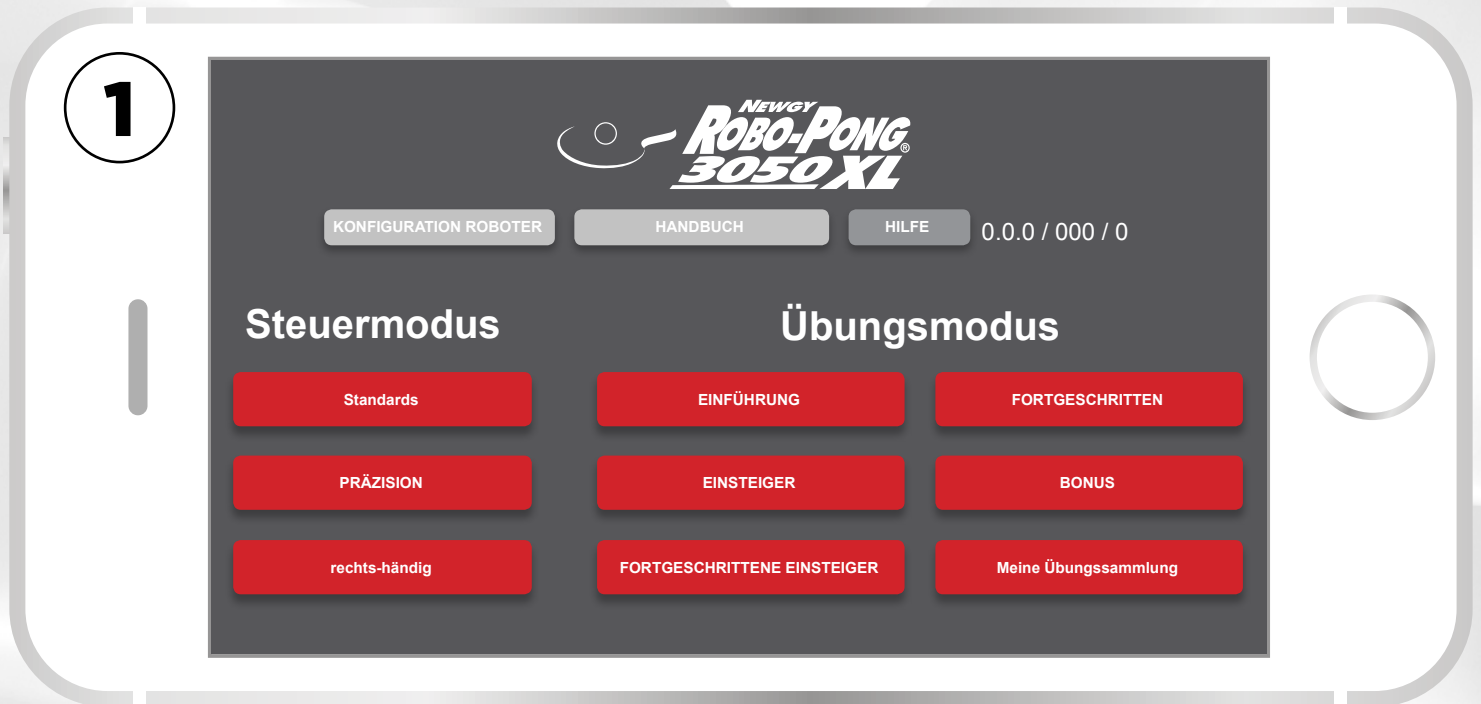 1
NEWGY
ROBO-PONG®
3050XL
KONFIGURATION ROBOTER HANDBUCH HILFE 0.0.0 / 000 / 0
Steuermodus Übungsmodus
Standards EINFÜHRUNG FORTGESCHRITTEN
PRÄZISION EINSTEIGER BONUS
rechts-händig FORTGESCHRITTENE EINSTEIGER Meine Übungssammlung